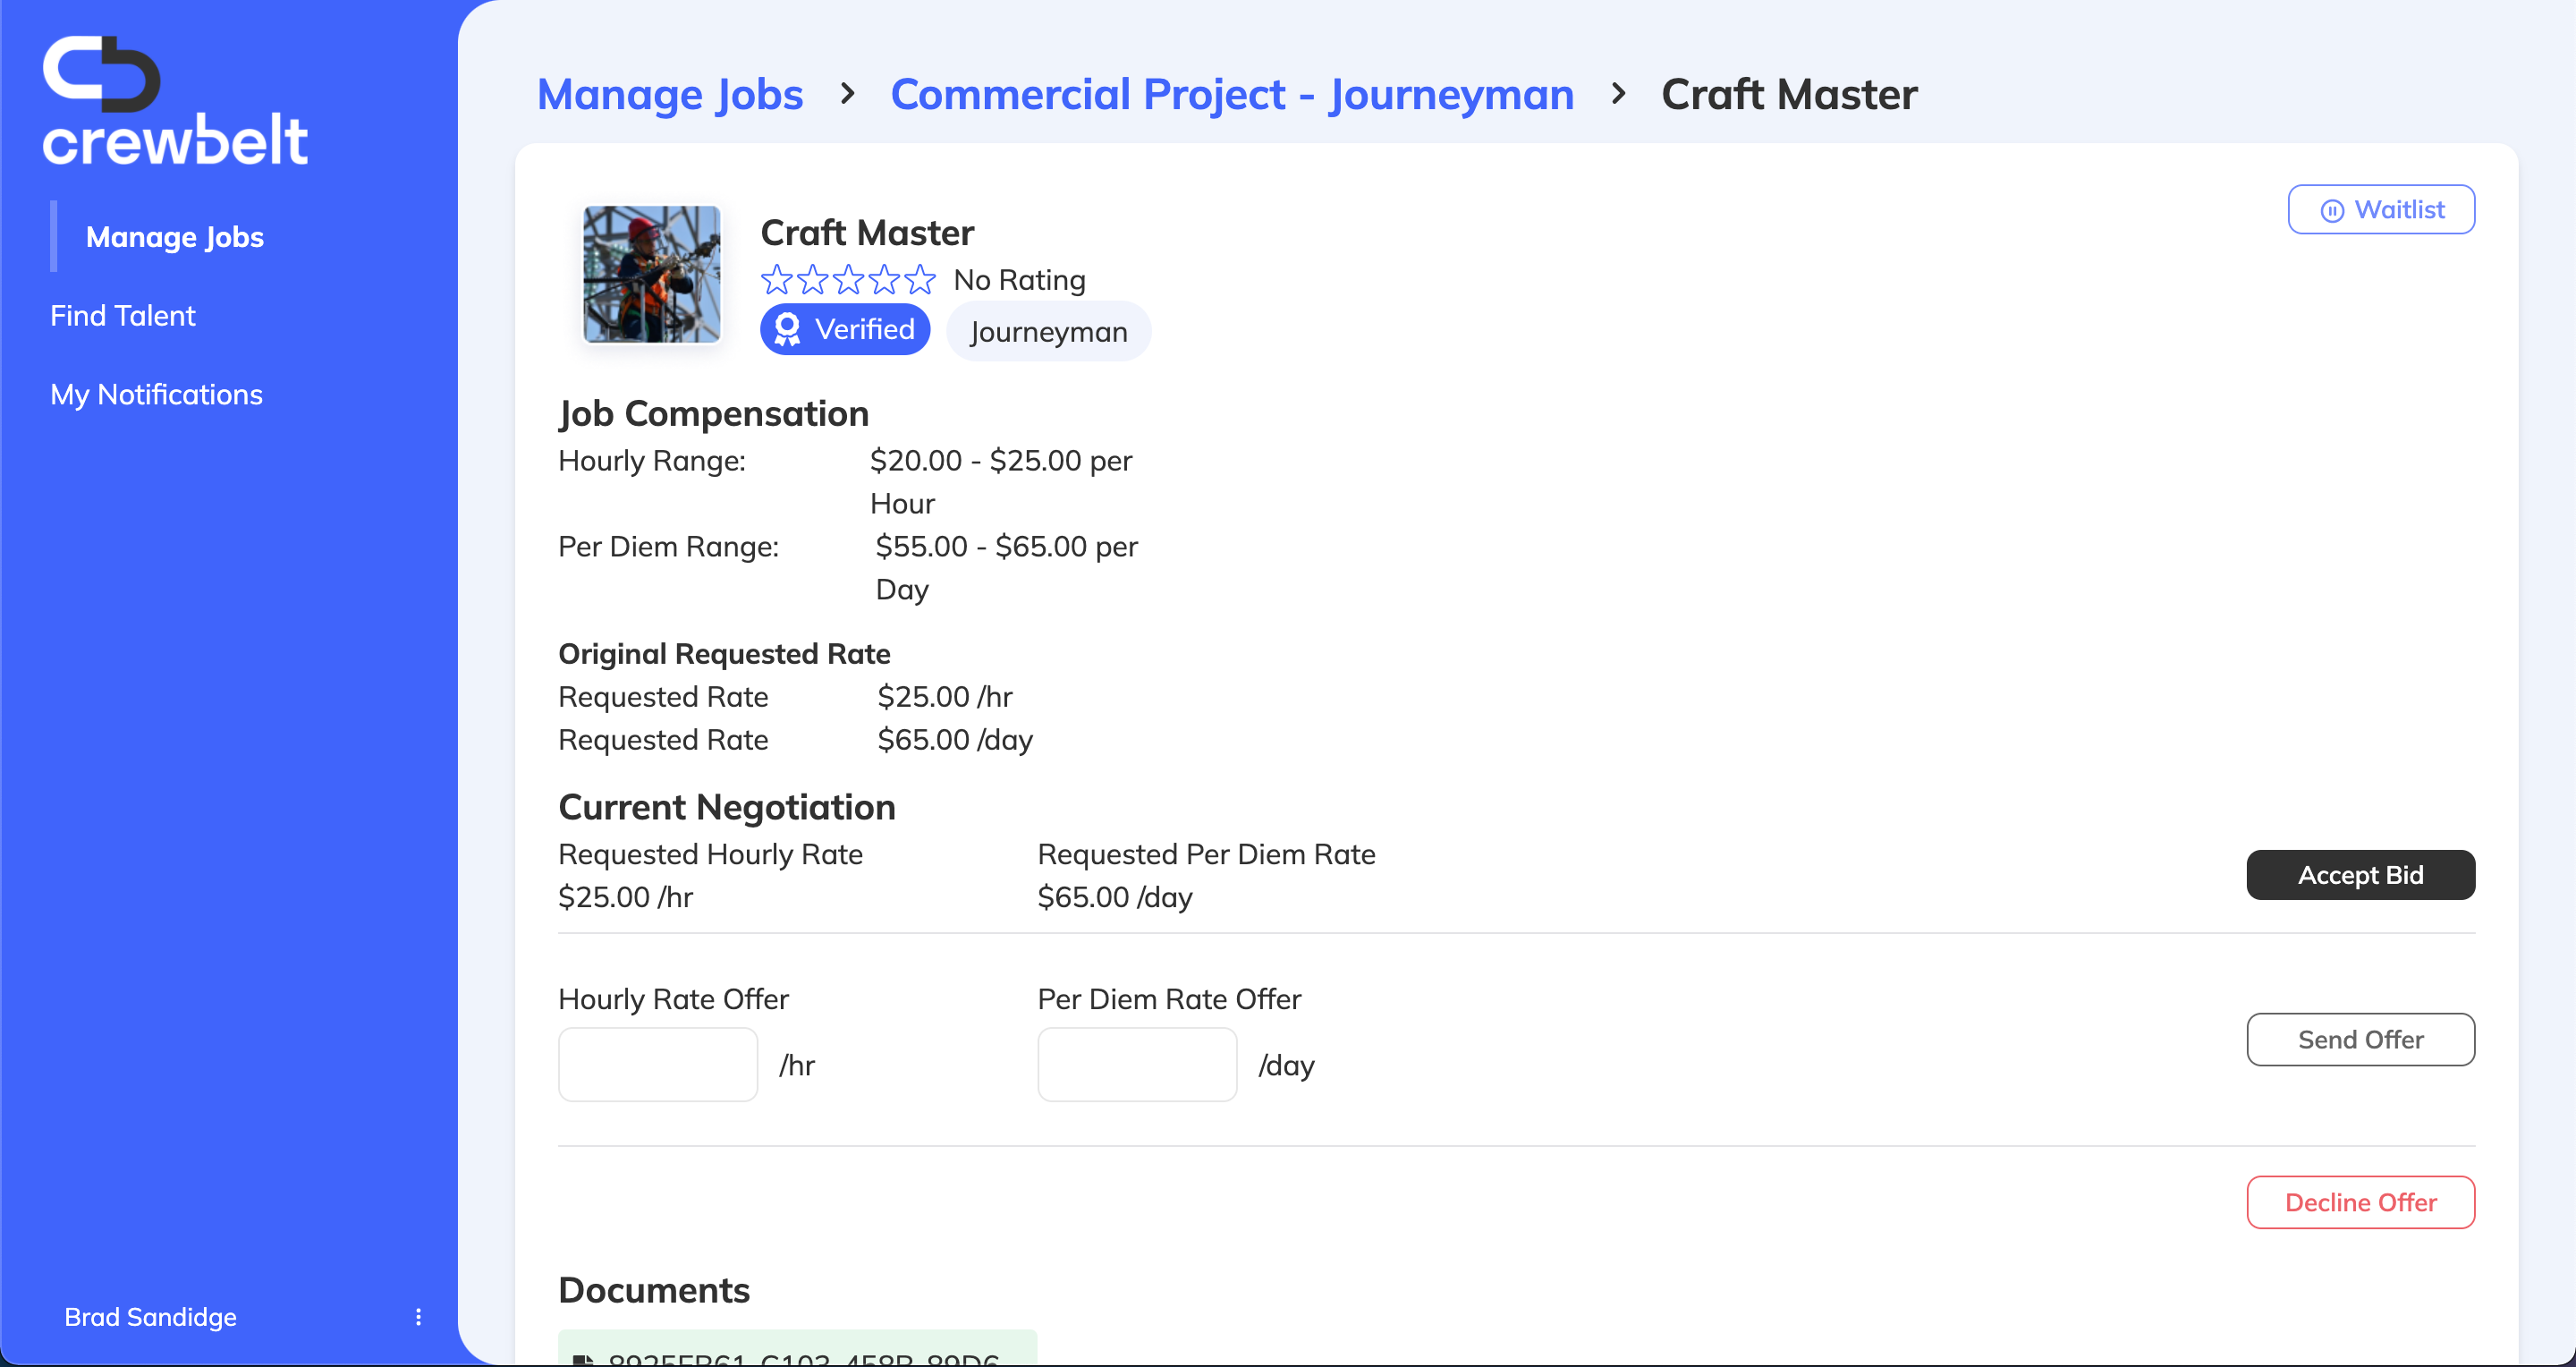 crewbelt
Manage Jobs
Find Talent
My Notifications
Brad Sandidge
Manage Jobs > Commercial Project - Journeyman > Craft Master
Waitlist
Craft Master
No Rating
Verified Journeyman
Job Compensation
Hourly Range: $20.00 - $25.00 per
Hour
Per Diem Range: $55.00 - $65.00 per
Day
Original Requested Rate
Requested Rate $25.00 /hr
Requested Rate $65.00 /day
Current Negotiation
Requested Hourly Rate Requested Per Diem Rate
$25.00 /hr $65.00 /day
Accept Bid
Hourly Rate Offer Per Diem Rate Offer
/hr /day
Send Offer
Decline Offer
Documents